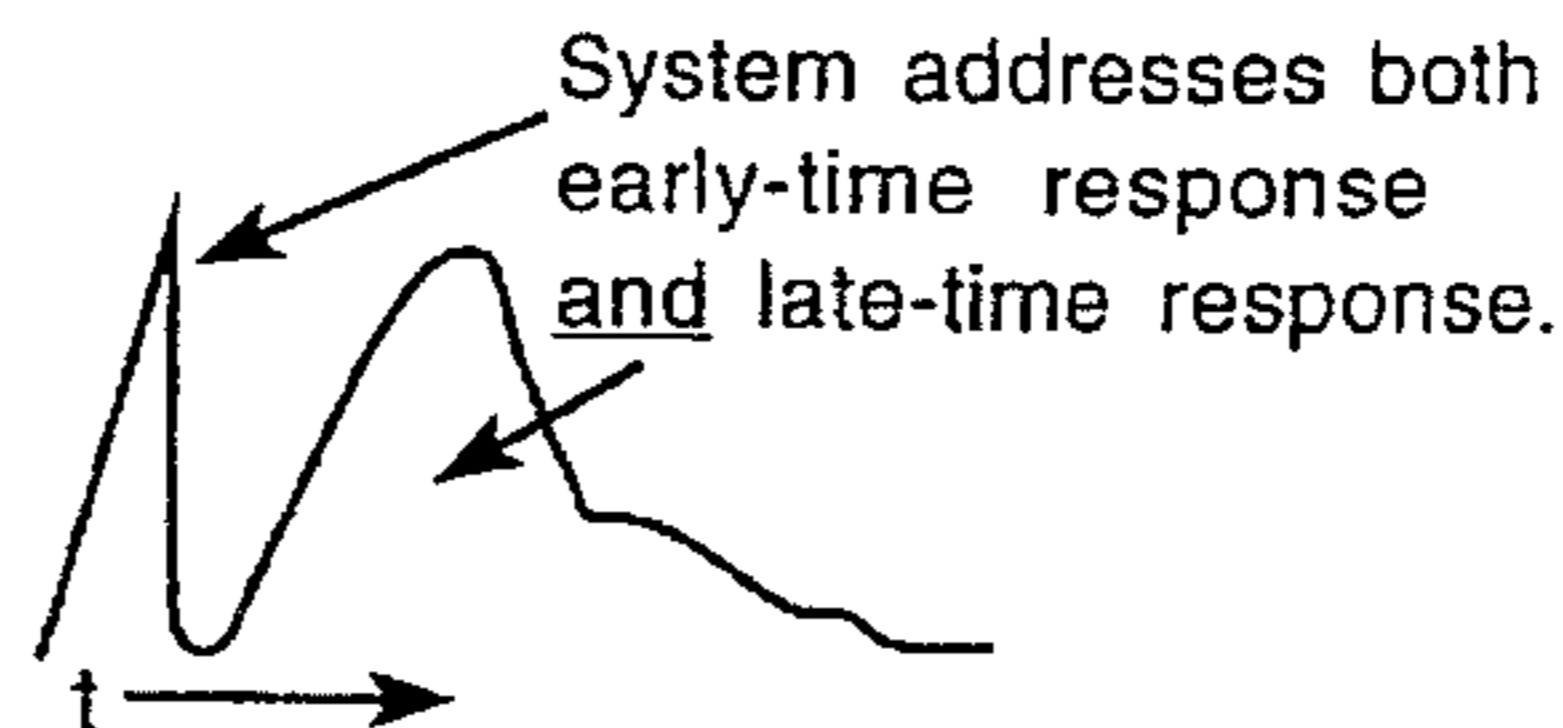 System addresses both
early-time response
and late-time response.
t